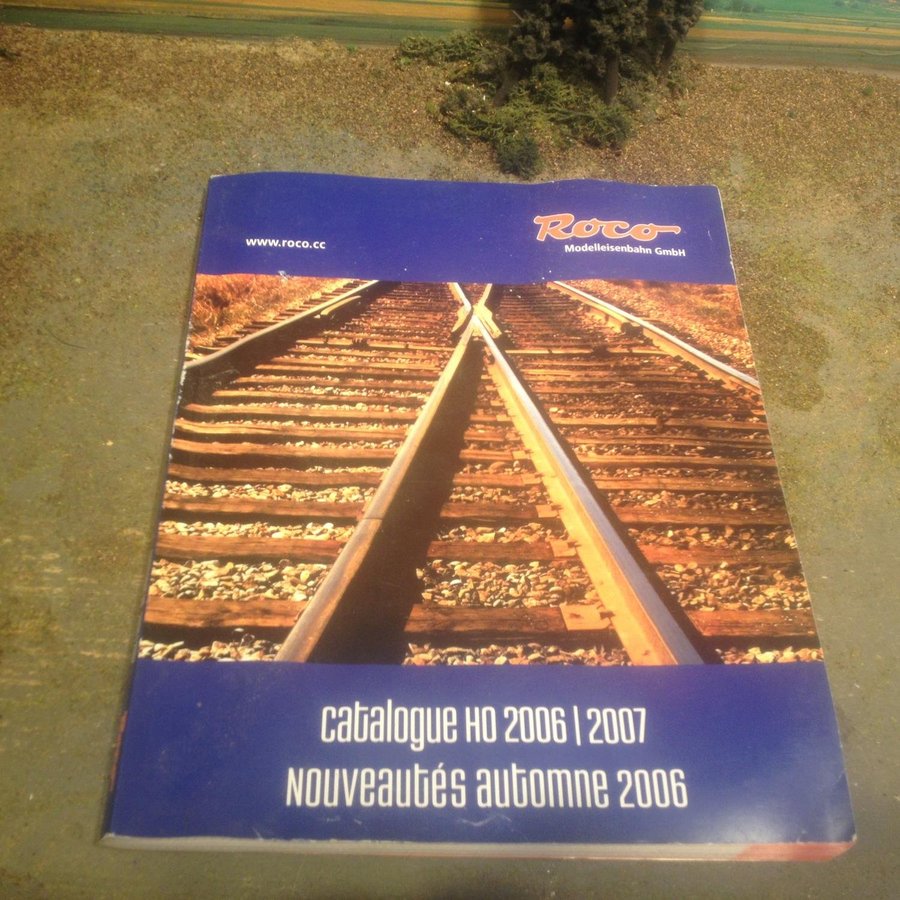 www.roco.cc
Roco
Modelleisenbahn GmbH
Catalogue HO 2006 | 2007
Nouveautés automne 2006